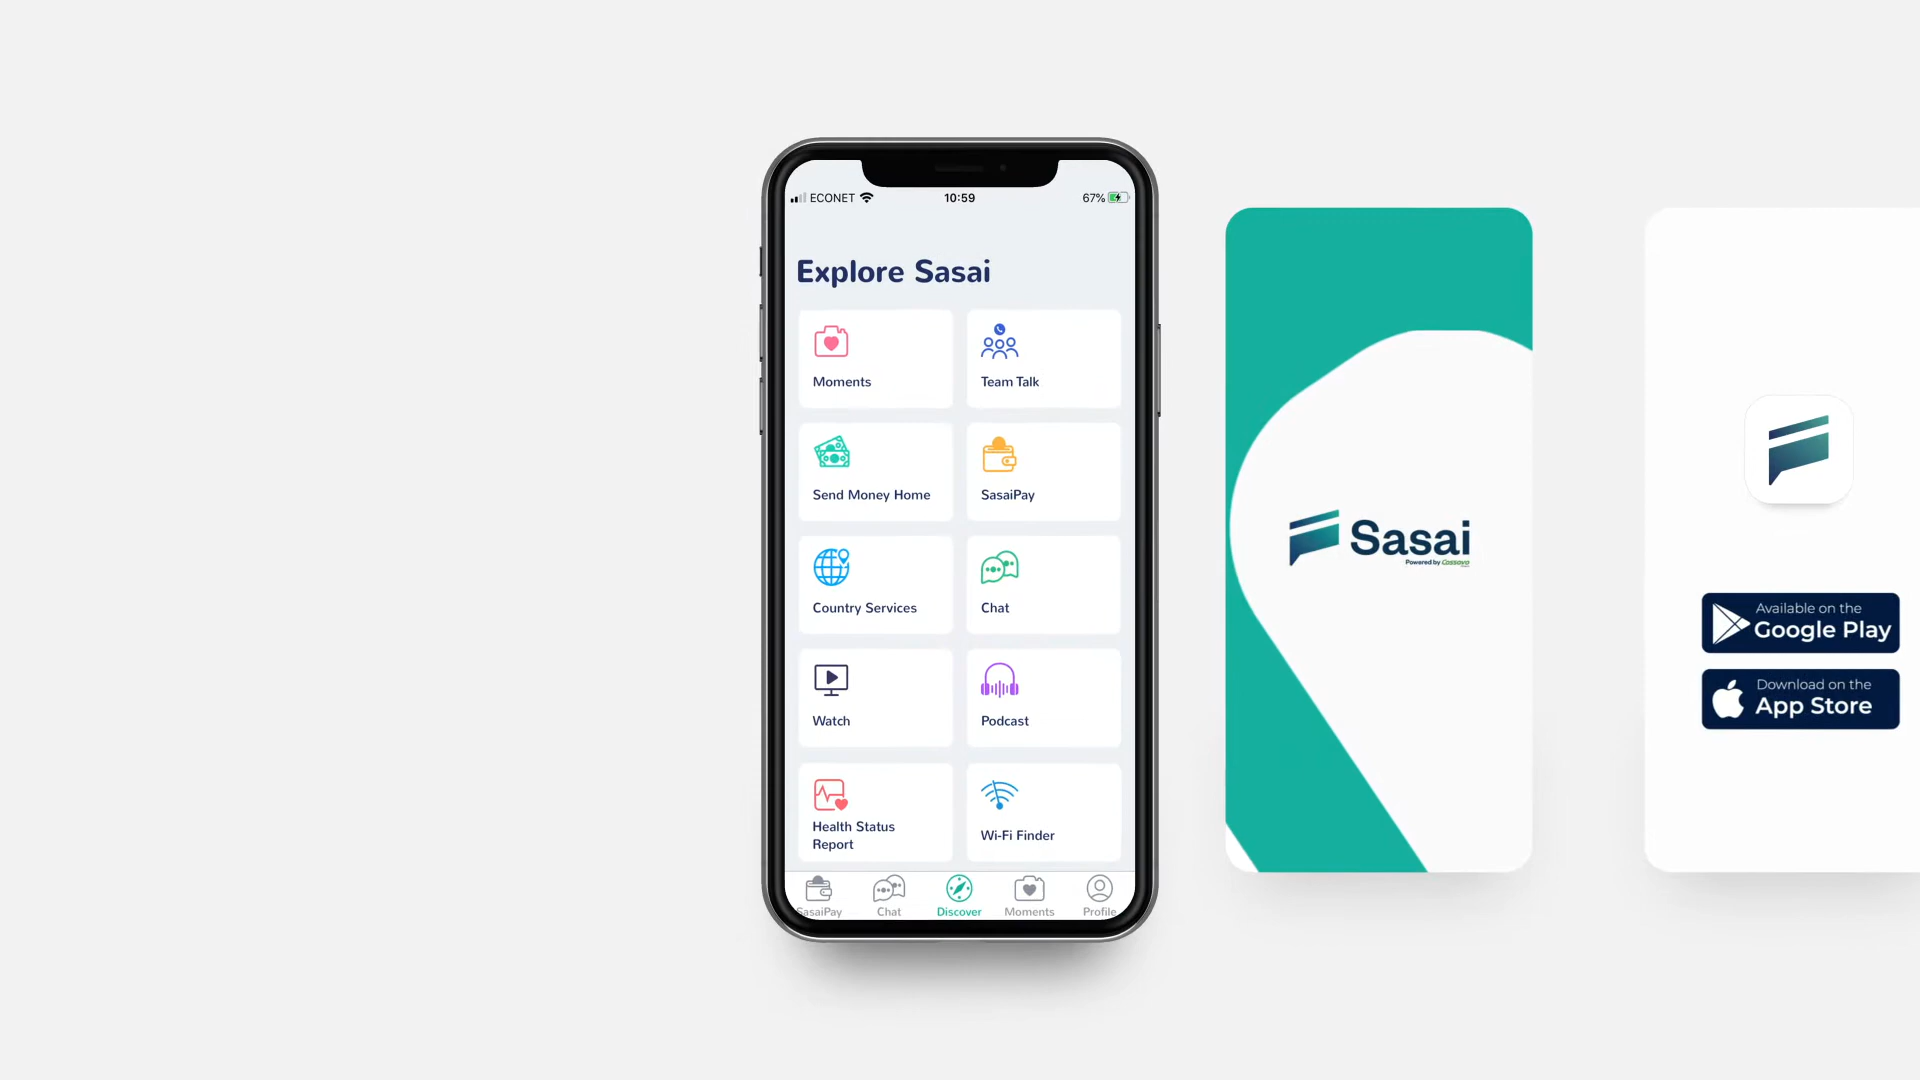 ECONET
10:59
67%
Explore Sasai
Moments
Team Talk
Send Money Home
SasaiPay
Country Services
Chat
Watch
Podcast
Health Status
Report
Wi-Fi Finder
SasaiPay
Chat
Discover
Moments
Profile
Sasai
Powered by Cassava
Available on the
Google Play
Download on the
App Store